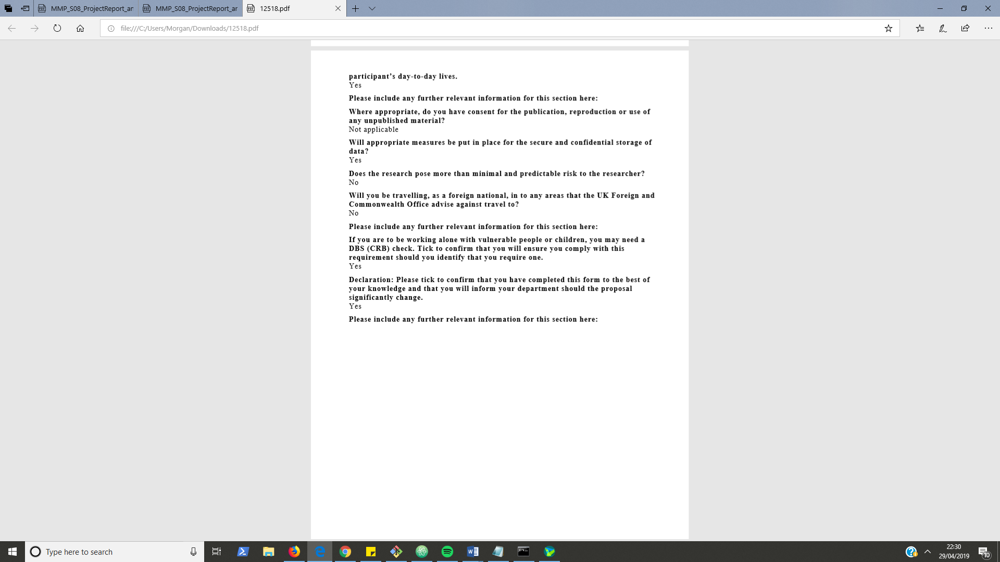 MMP_S08_ProjectReport_an
MMP_S08_ProjectReport_ar
12518.pdf
file:///C:/Users/Morgan/Downloads/12518.pdf
participant’s day-to-day lives.
Yes
Please include any further relevant information for this section here:
Where appropriate, do you have consent for the publication, reproduction or use of
any unpublished material?
Not applicable
Will appropriate measures be put in place for the secure and confidential storage of
data?
Yes
Does the research pose more than minimal and predictable risk to the researcher?
No
Will you be travelling, as a foreign national, in to any areas that the UK Foreign and
Commonwealth Office advise against travel to?
No
Please include any further relevant information for this section here:
If you are to be working alone with vulnerable people or children, you may need a
DBS (CRB) check. Tick to confirm that you will ensure you comply with this
requirement should you identify that you require one.
Yes
Declaration: Please tick to confirm that you have completed this form to the best of
your knowledge and that you will inform your department should the proposal
significantly change.
Yes
Please include any further relevant information for this section here:
Type here to search
22:30
29/04/2019
10